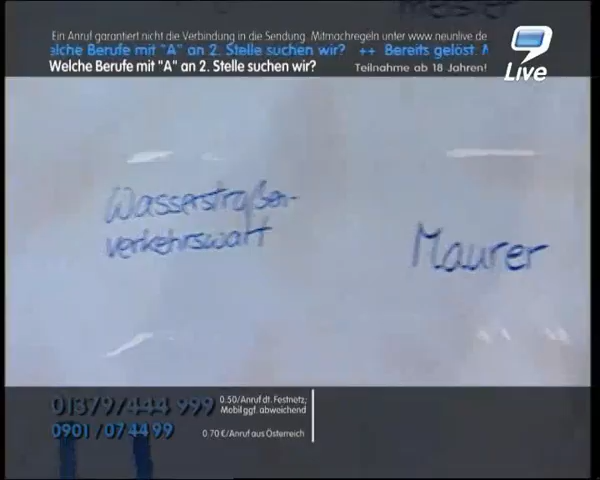 Meister
Ein Anruf garantiert nicht die Verbindung in die Sendung. Mitmachregeln unter www.neunlive.de
elche Berufe mit "A" an 2. Stelle suchen wir? ++ Bereits gelöst:
Welche Berufe mit "A" an 2. Stelle suchen wir?
Teilnahme ab 18 Jahren!
Live
Wasserstraßen-
verkehrswart
Maurer
01379/444 999
0.50/Anruf dt. Festnetz;
Mobil ggf. abweichend
0901 / 07 44 99
0.70 €/Anruf aus Österreich